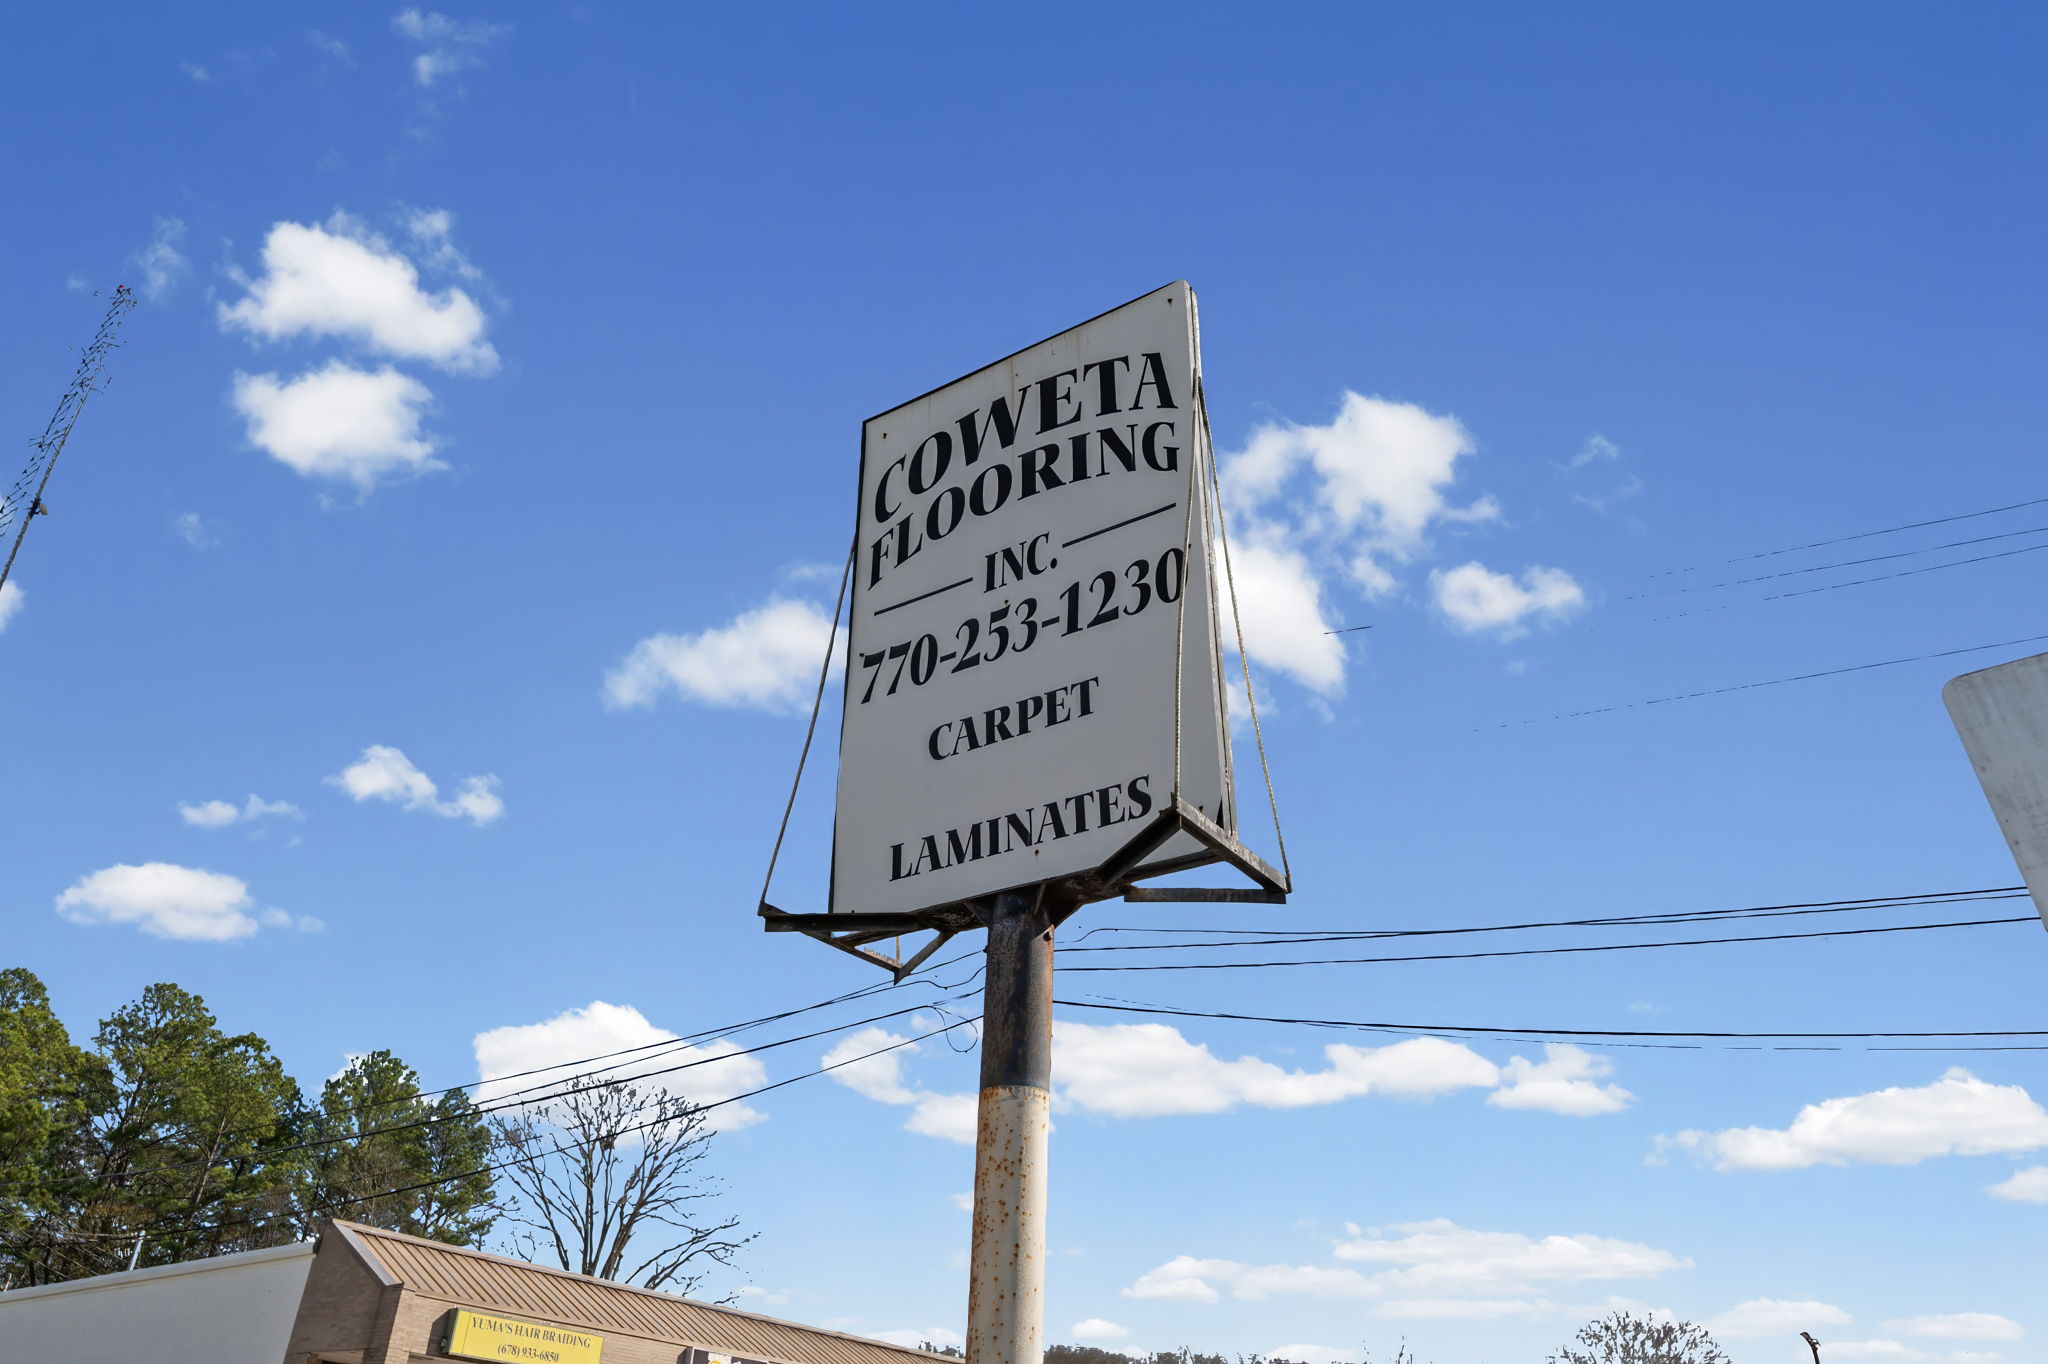 COWETA
FLOORING
INC.
770-253-1230
CARPET
LAMINATES
YUMA'S HAIR BRAIDING
(678) 933-6850